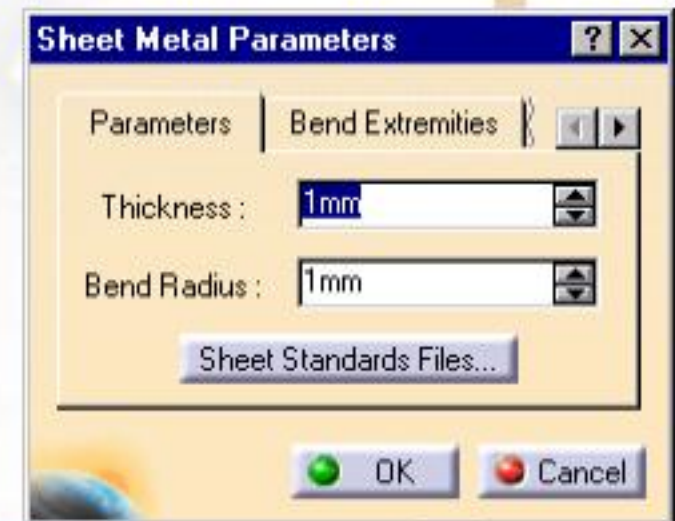 Sheet Metal Parameters ? ×
Parameters Bend Extremities
Thickness : 1mm
Bend Radius : 1mm
Sheet Standards Files...
OK Cancel